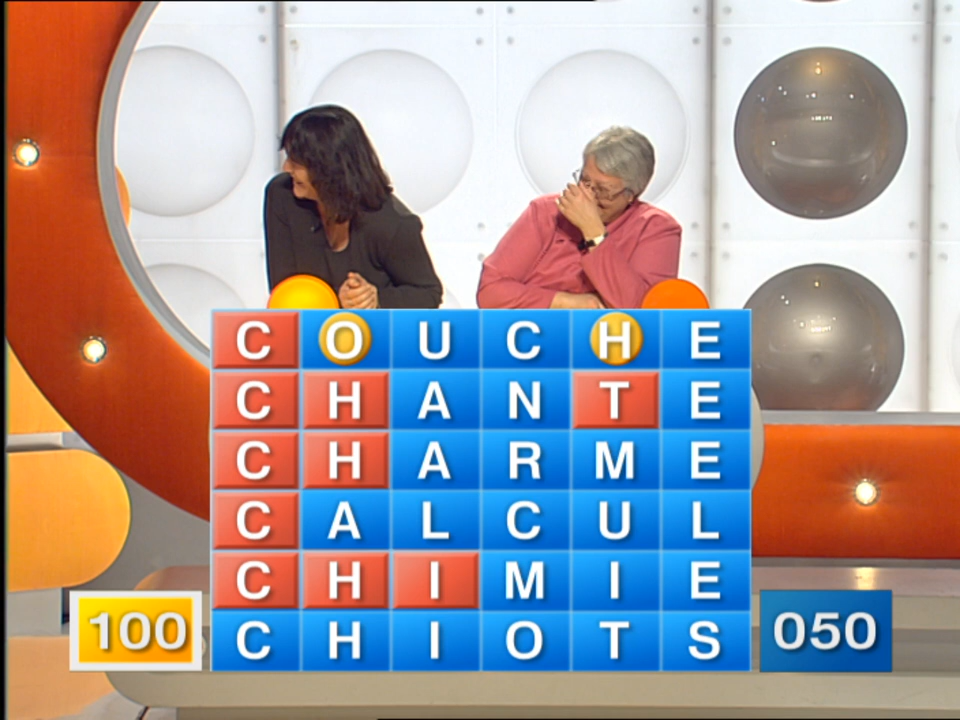 COUCHE
CHANTE
CHARME
CALCUL
CHIMIE
CHIOTS
100
050